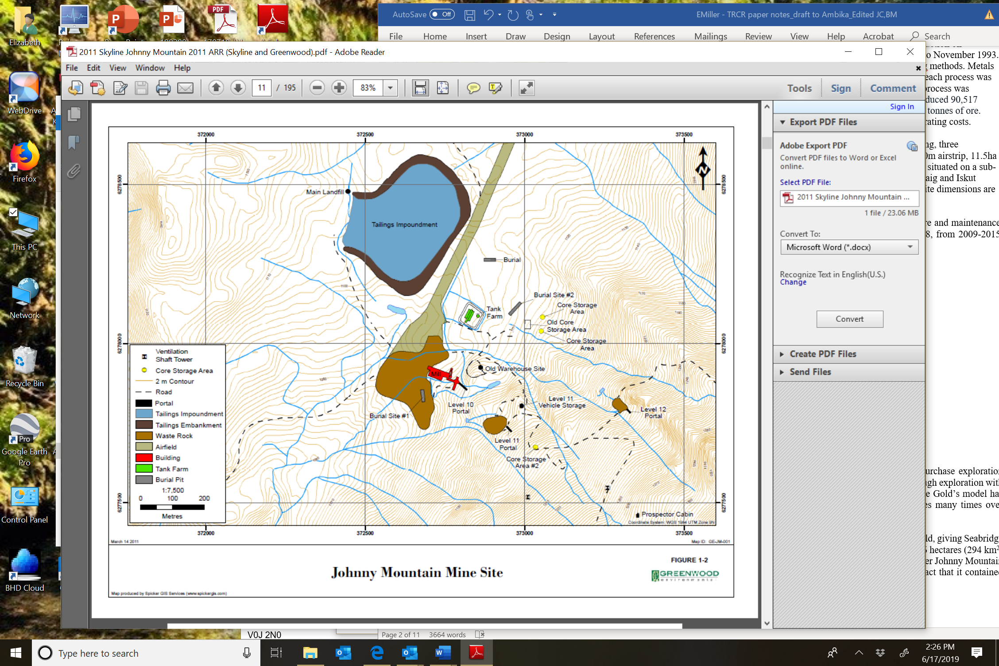 Elizabeth
AutoSave Off
EMiller - TRCR paper notes_draft to Ambika_Edited JC,BM
File Home Insert Draw Design Layout References Mailings Review View Help Acrobat Search
2011 Skyline Johnny Mountain 2011 ARR (Skyline and Greenwood).pdf - Adobe Reader
File Edit View Window Help
11 / 195
83%
Tools Sign Comment
WebDrive
Firefox
This PC
Network
Recycle Bin
Google Earth
Pro
Control Panel
BHD Cloud
o November 1993.
methods. Metals
each process was
process was
duced 90,517
tonnes of ore.
rating costs.
ng, three
0m airstrip, 11.5ha
situated on a sub-
aig and Iskut
ite dimensions are
re and maintenance
8, from 2009-2015
urchase exploration
igh exploration with
e Gold's model ha
es many times ove
ld, giving Seabridg
hectares (294 km²
er Johnny Mountain
act that it contained
Sign In
Export PDF Files
Adobe Export PDF
Convert PDF files to Word or Excel
online.
Select PDF File:
2011 Skyline Johnny Mountain ...
1 file / 23.06 MB
Convert To:
Microsoft Word (*.docx)
Recognize Text in English(U.S.)
Change
Convert
Create PDF Files
Send Files
372000 372500 373000 373500
6278500
6278500
N
Main Landfill
Tailings Impoundment
Burial
Burial Site #2
Core Storage
Area
Tank
Farm
Old Core
Storage Area
Core Storage
Area
6278000
6278000
Old Warehouse Site
Mill
Level 10
Portal
Level 11
Vehicle Storage
Level 12
Portal
Burial Site #1
Level 11
Portal
Core Storage
Area #2
6277500
6277500
Prospector Cabin
Coordinate System: WGS 1984 UTM Zone 9N
Ventilation
Shaft Tower
Core Storage Area
2 m Contour
Road
Portal
Tailings Impoundment
Tailings Embankment
Waste Rock
Airfield
Building
Tank Farm
Burial Pit
1:7,500
0 100 200
Metres
372000 372500 373000 373500
March 14 2011
Map ID: GE-JM-001
FIGURE 1-2
Johnny Mountain Mine Site
GREENWOOD
environmental
Map produced by Spicker GIS Services (www.spickergis.com)
V0J 2N0
Page 2 of 11 3664 words
Type here to search
2:26 PM
6/17/2019